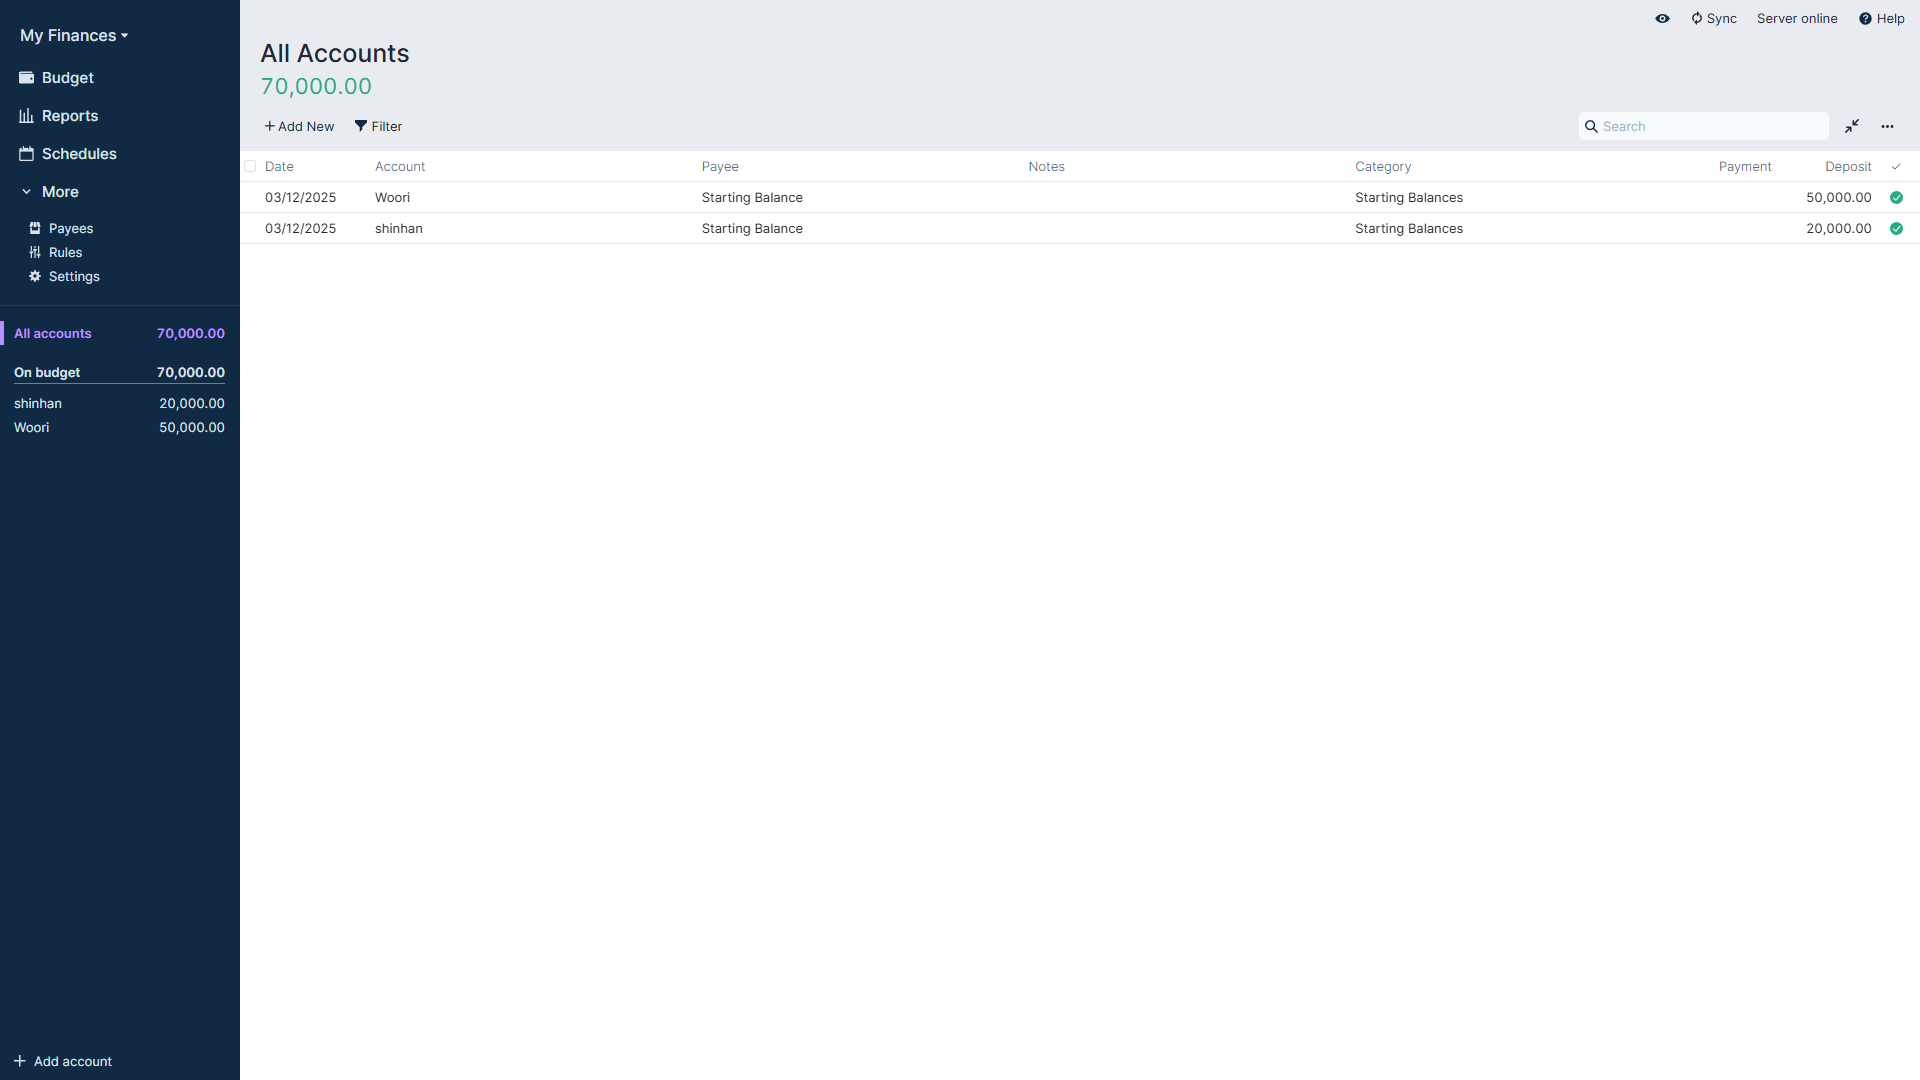 My Finances
Budget
Reports
Schedules
More
Payees
Rules
Settings
All accounts 70,000.00
On budget 70,000.00
shinhan 20,000.00
Woori 50,000.00
Add account
Sync Server online Help
All Accounts
70,000.00
Add New Filter Search
Date Account Payee Notes Category Payment Deposit
03/12/2025 Woori Starting Balance Starting Balances 50,000.00
03/12/2025 shinhan Starting Balance Starting Balances 20,000.00